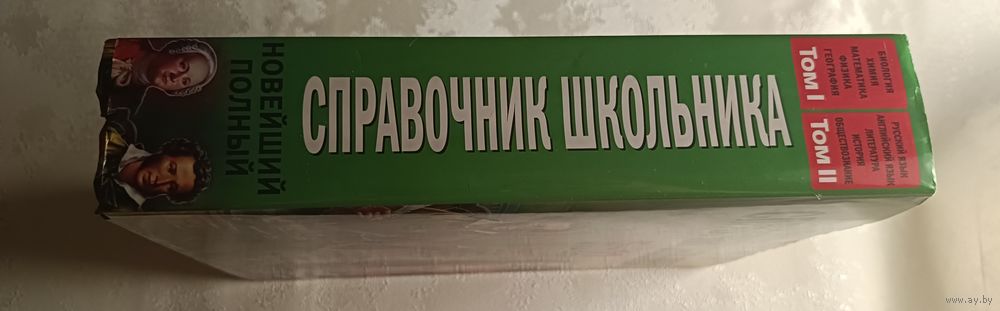 НОВЕЙШИЙ
ПОЛНЫЙ
СПРАВОЧНИК ШКОЛЬНИКА
БИОЛОГИЯ
ХИМИЯ
МАТЕМАТИКА
ФИЗИКА
ГЕОГРАФИЯ
Том I
РУССКИЙ ЯЗЫК
АНГЛИЙСКИЙ ЯЗЫК
ЛИТЕРАТУРА
ИСТОРИЯ
ОБЩЕСТВОЗНАНИЕ
Том II
www.ay.by